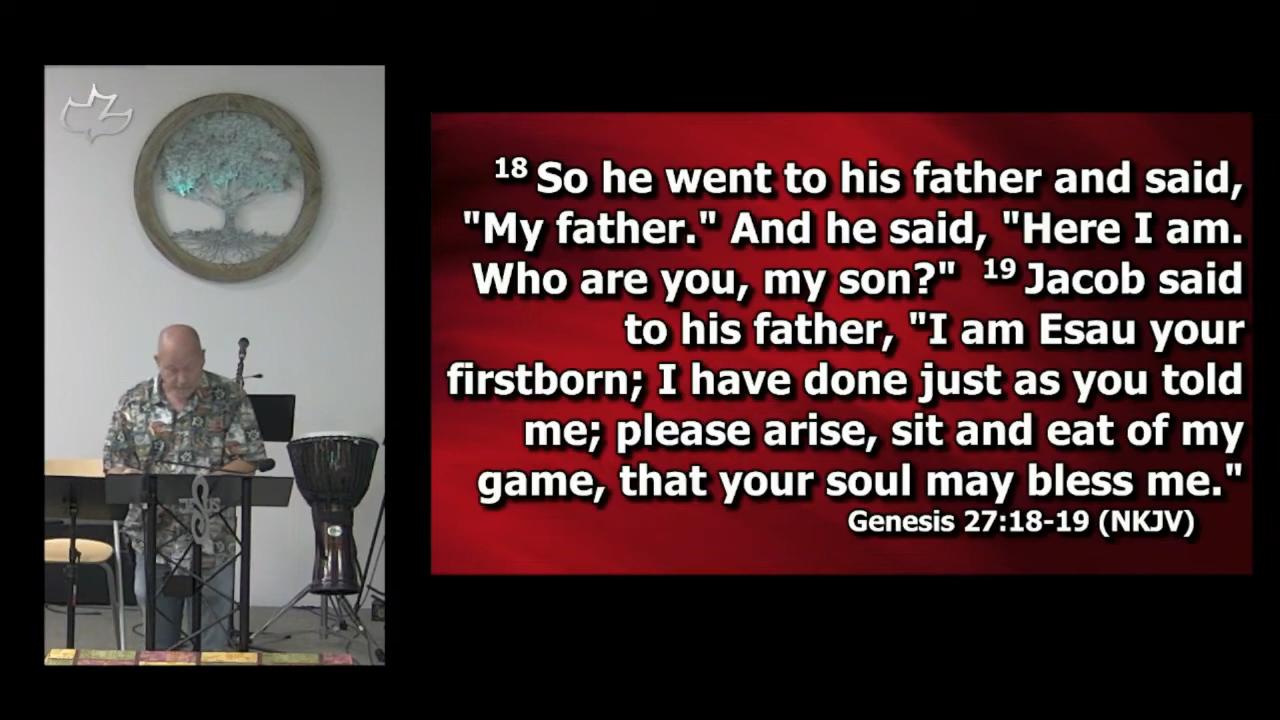 18 So he went to his father and said,
"My father." And he said, "Here I am.
Who are you, my son?" 19 Jacob said
to his father, "I am Esau your
firstborn; I have done just as you told
me; please arise, sit and eat of my
game, that your soul may bless me."
Genesis 27:18-19 (NKJV)